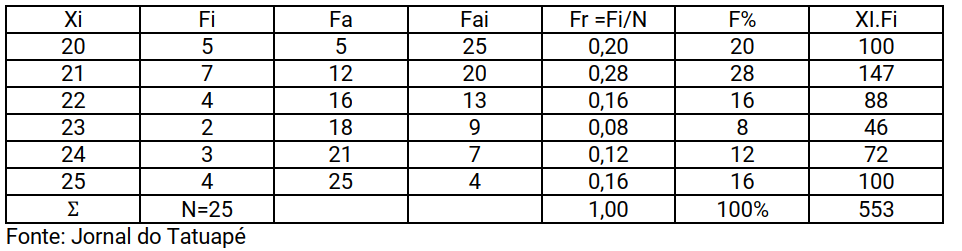 Xi Fi Fa Fai Fr =Fi/N F% XI.Fi
20 5 5 25 0,20 20 100
21 7 12 20 0,28 28 147
22 4 16 13 0,16 16 88
23 2 18 9 0,08 8 46
24 3 21 7 0,12 12 72
25 4 25 4 0,16 16 100
Σ N=25 1,00 100% 553
Fonte: Jornal do Tatuapé